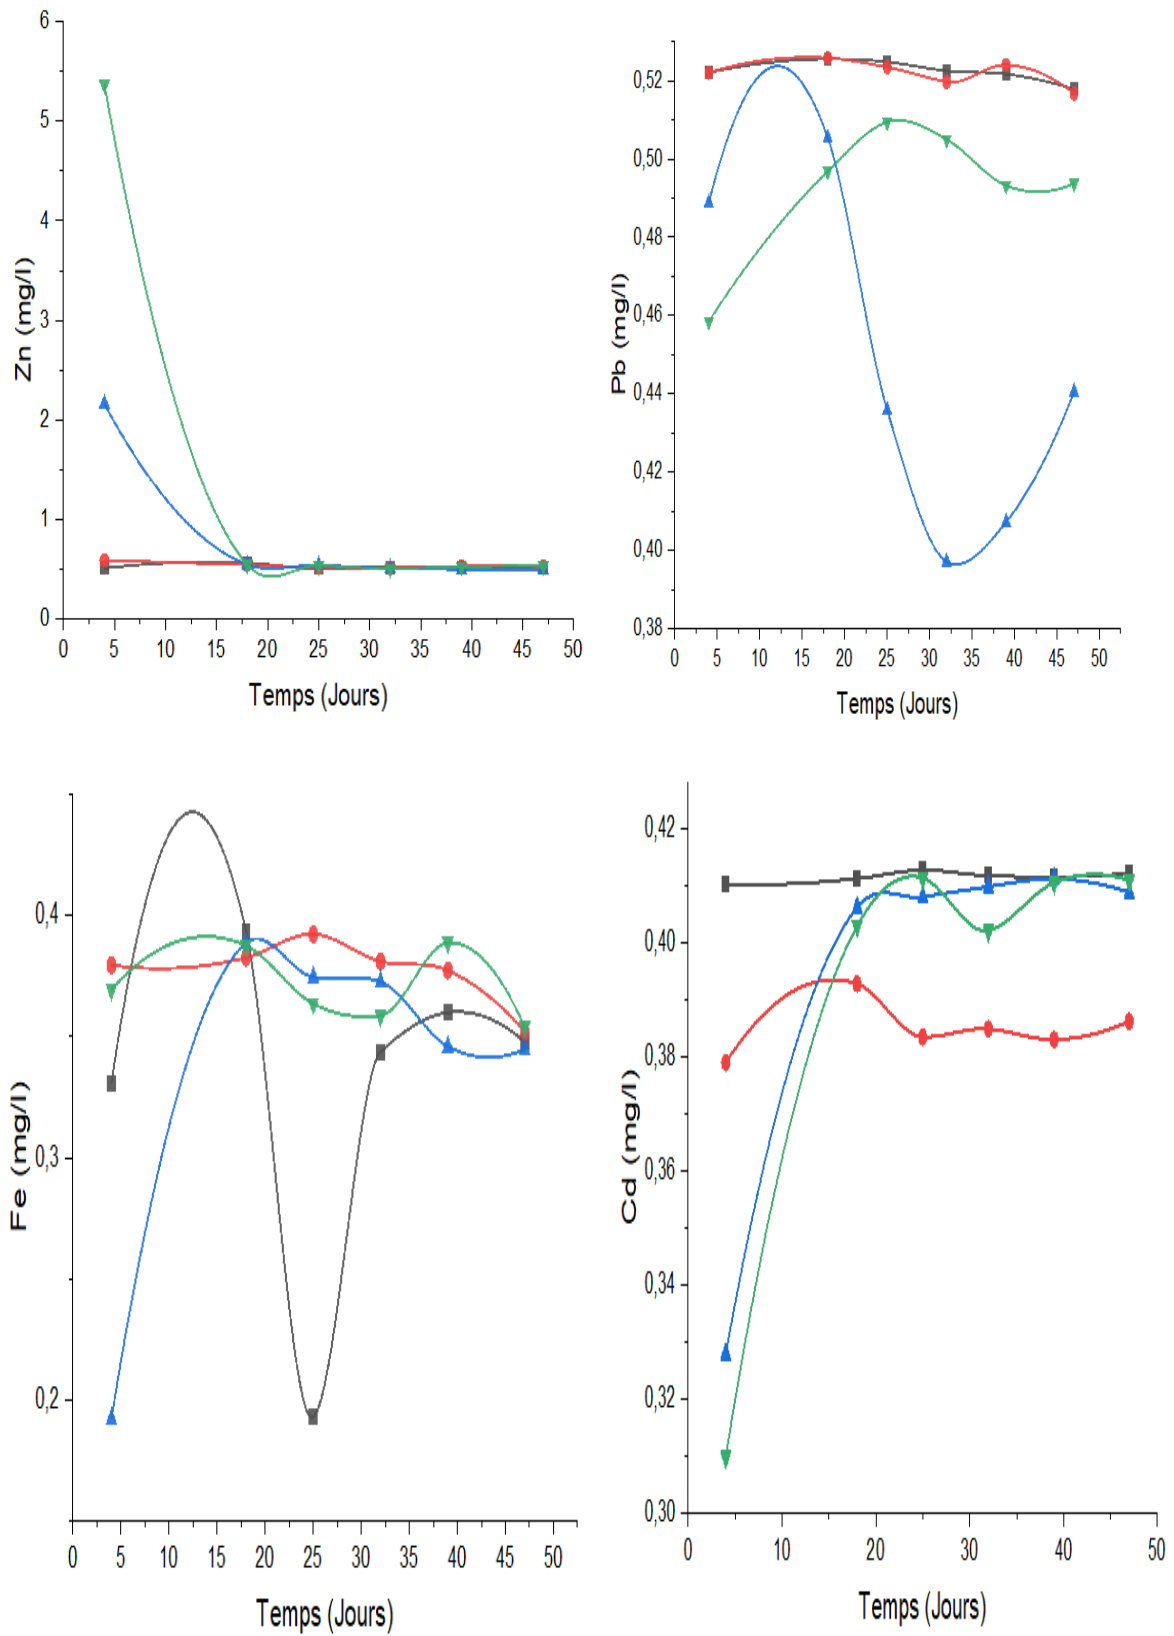 Zn (mg/l)
6
5
4
3
2
1
0
0 5 10 15 20 25 30 35 40 45 50
Temps (Jours)
Pb (mg/l)
0,52
0,50
0,48
0,46
0,44
0,42
0,40
0,38
0 5 10 15 20 25 30 35 40 45 50
Temps (Jours)
Fe (mg/l)
0,4
0,3
0,2
0 5 10 15 20 25 30 35 40 45 50
Temps (Jours)
Cd (mg/l)
0,42
0,40
0,38
0,36
0,34
0,32
0,30
0 10 20 30 40 50
Temps (Jours)